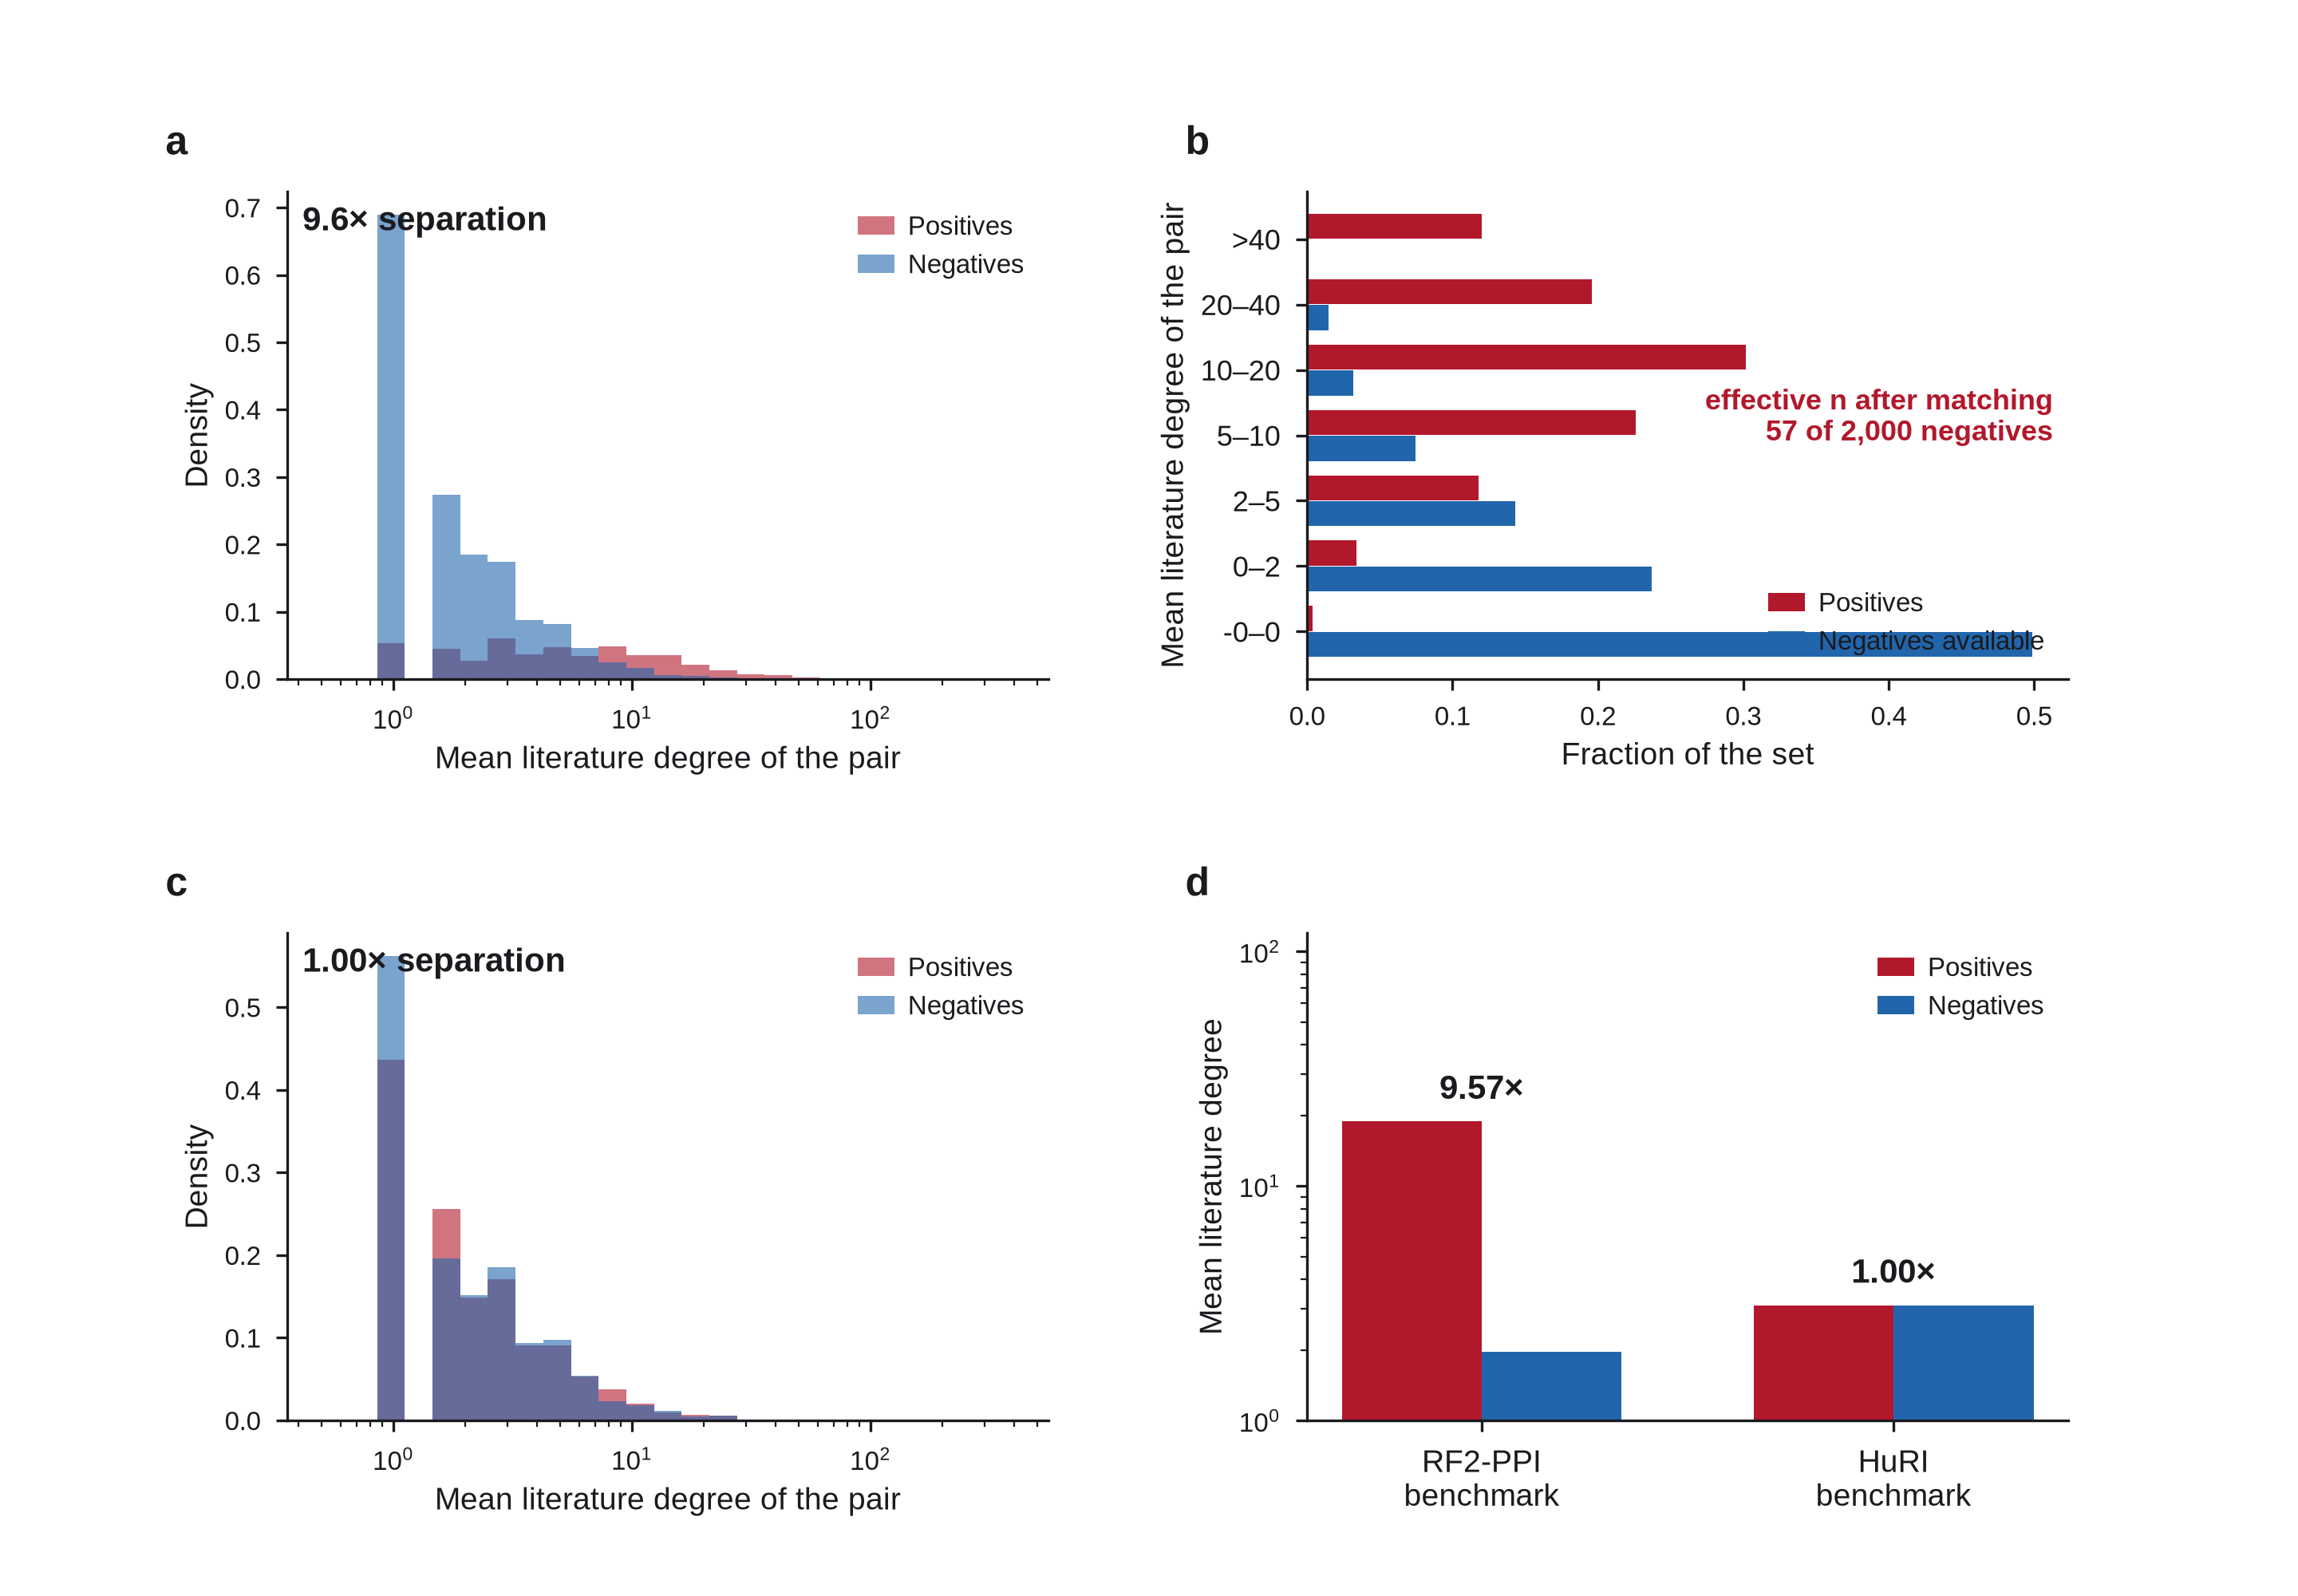 a
9.6× separation
Positives
Negatives
0.7
0.6
0.5
0.4
0.3
0.2
0.1
0.0
Density
10⁰
10¹
10²
Mean literature degree of the pair
b
Mean literature degree of the pair
>40
20–40
10–20
5–10
2–5
0–2
-0–0
effective n after matching
57 of 2,000 negatives
Positives
Negatives available
0.0
0.1
0.2
0.3
0.4
0.5
Fraction of the set
c
1.00× separation
Positives
Negatives
0.5
0.4
0.3
0.2
0.1
0.0
Density
10⁰
10¹
10²
Mean literature degree of the pair
d
Mean literature degree
10²
10¹
10⁰
Positives
Negatives
9.57×
1.00×
RF2-PPI
benchmark
HuRI
benchmark